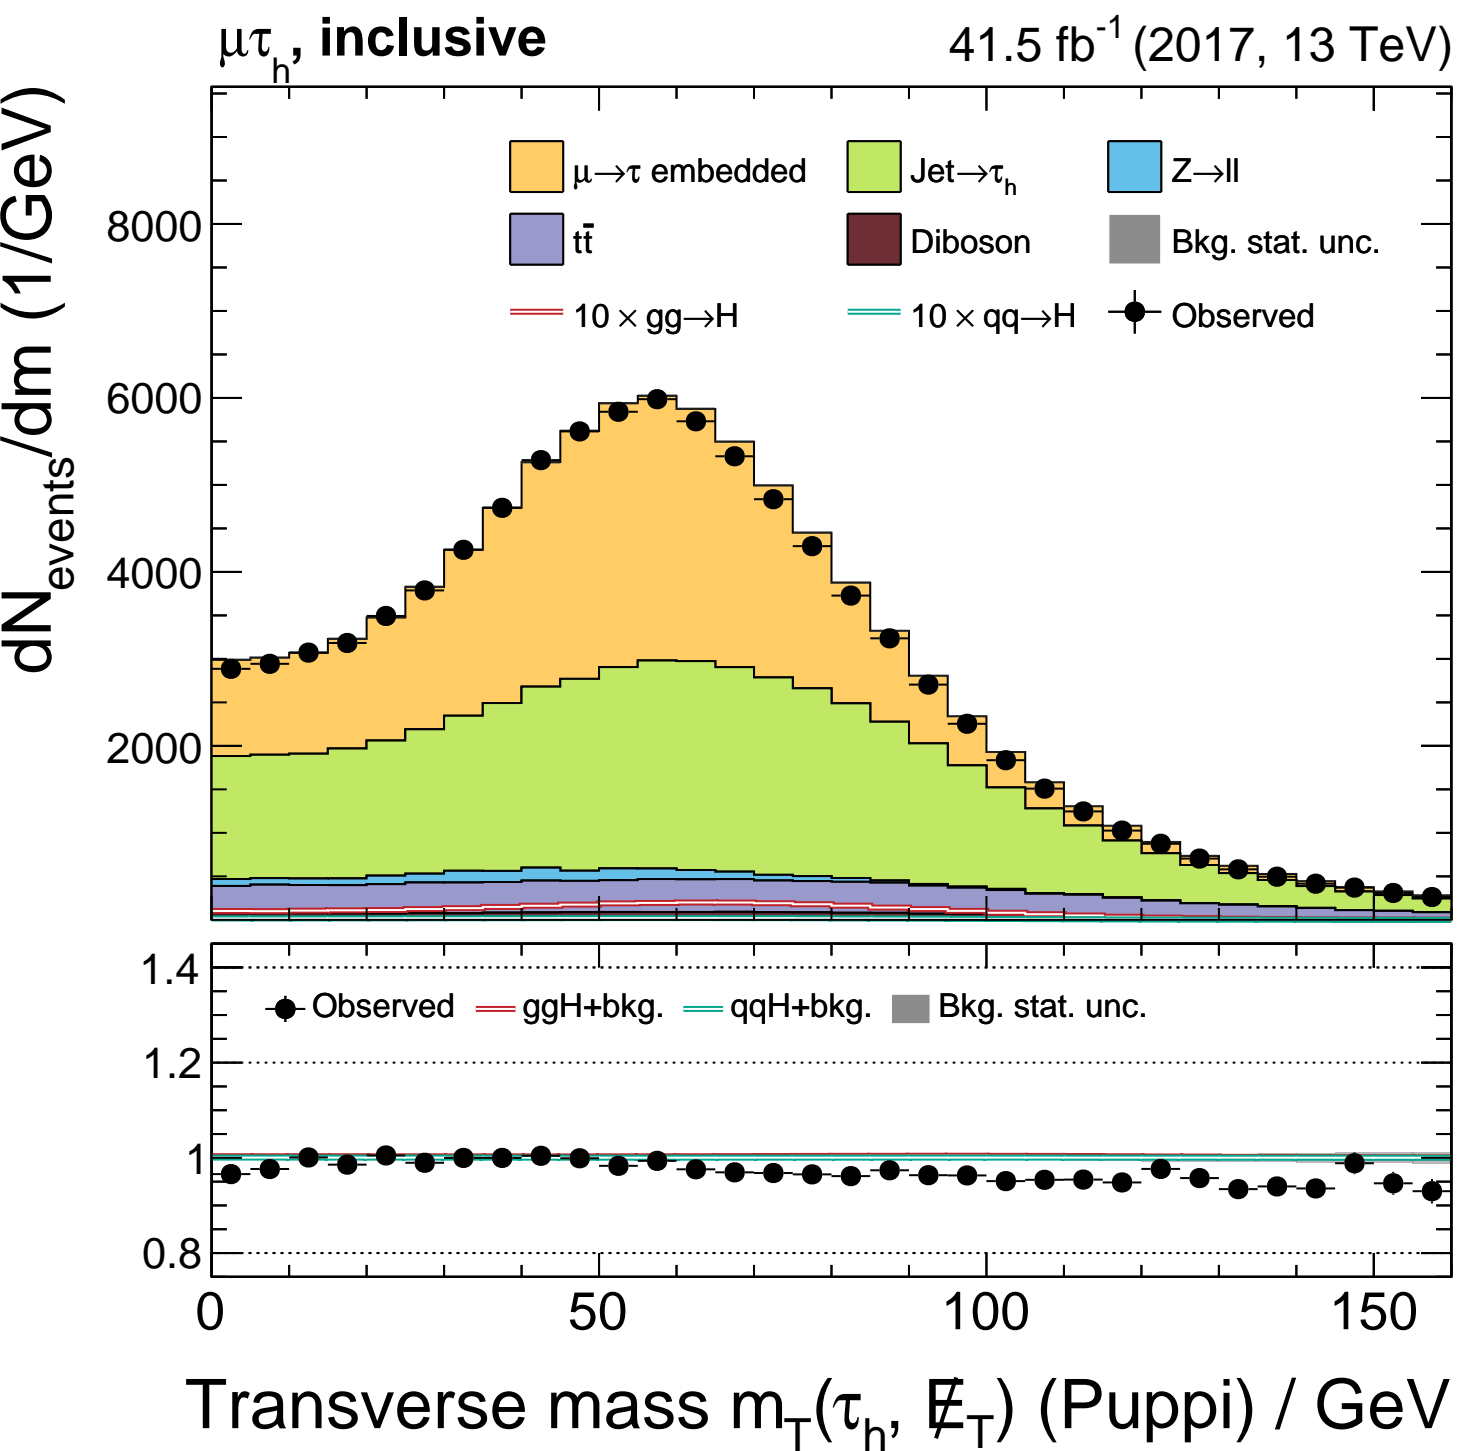 μτh, inclusive
41.5 fb-1 (2017, 13 TeV)
dNevents/dm (1/GeV)
8000
6000
4000
2000
μ→τ embedded
Jet→τh
Z→ll
tt̄
Diboson
Bkg. stat. unc.
10 × gg→H
10 × qq→H
Observed
1.4
1.2
1
0.8
Observed
ggH+bkg.
qqH+bkg.
Bkg. stat. unc.
0
50
100
150
Transverse mass mT(τh, E̸T) (Puppi) / GeV